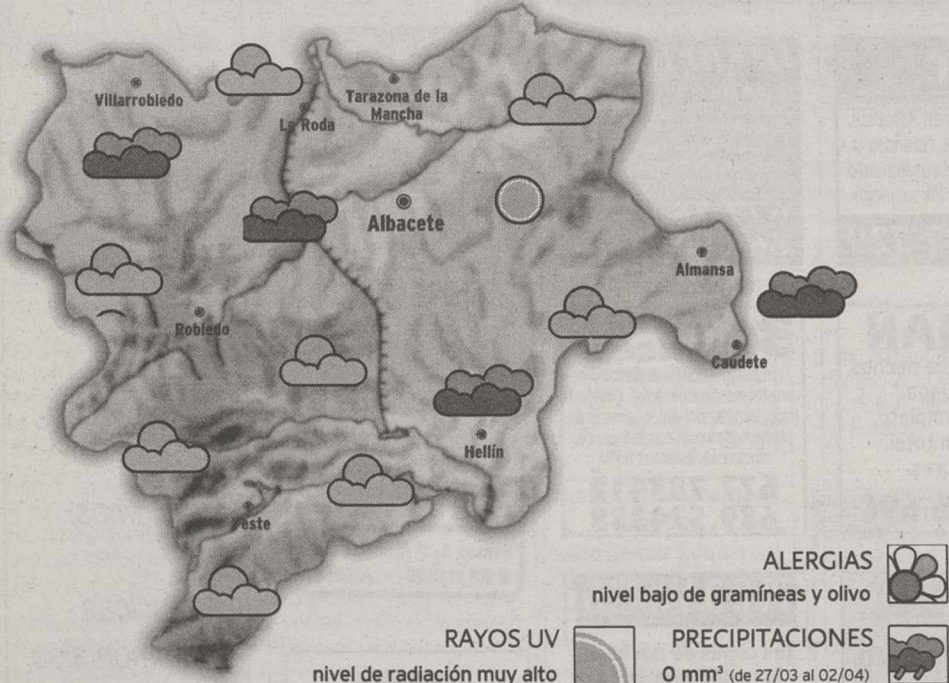 Villarrobledo
La Roda
Tarazona de la
Mancha
Albacete
Almansa
Robledo
Caudete
Hellín
Yeste
ALERGIAS
nivel bajo de gramíneas y olivo
RAYOS UV
nivel de radiación muy alto
PRECIPITACIONES
0 mm³ (de 27/03 al 02/04)